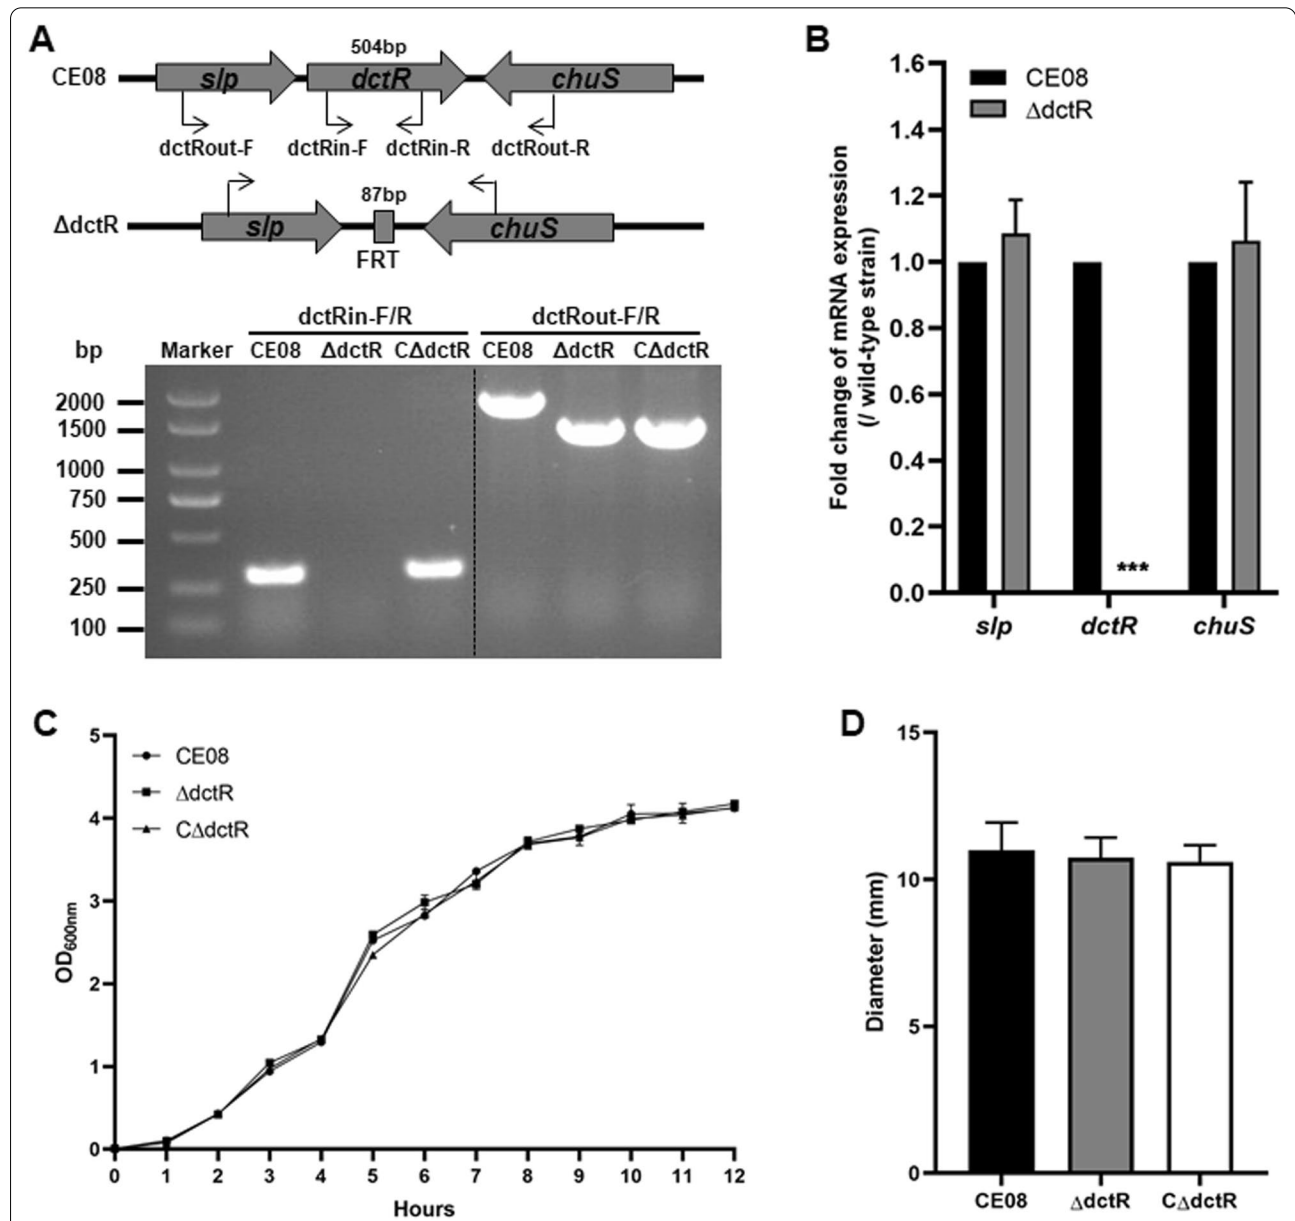 A
504bp
CE08
slp
dctR
chuS
dctRout-F
dctRin-F
dctRin-R
dctRout-R
87bp
ΔdctR
slp
chuS
FRT
dctRin-F/R
dctRout-F/R
bp
Marker
CE08
ΔdctR
CΔdctR
CE08
ΔdctR
CΔdctR
2000
1500
1000
750
500
250
100
B
CE08
ΔdctR
Fold change of mRNA expression
(/ wild-type strain)
1.6
1.4
1.2
1.0
0.8
0.6
0.4
0.2
0.0
***
slp
dctR
chuS
C
CE08
ΔdctR
CΔdctR
OD600nm
5
4
3
2
1
0
0 1 2 3 4 5 6 7 8 9 10 11 12
Hours
D
Diameter (mm)
15
10
5
0
CE08
ΔdctR
CΔdctR